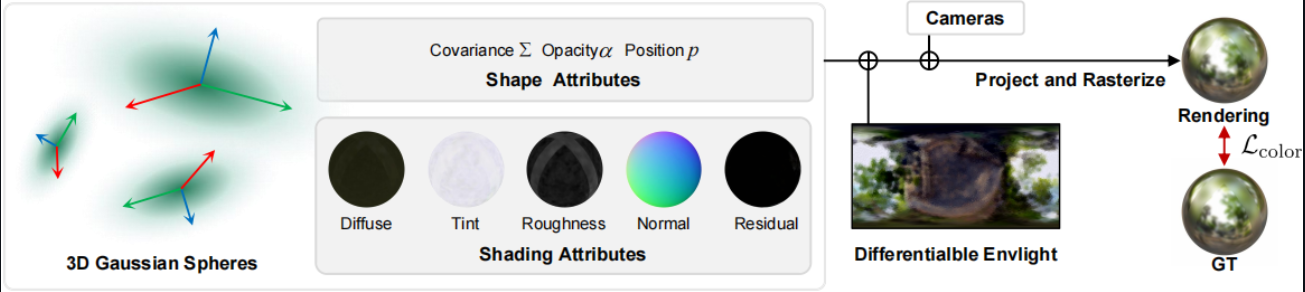 Cameras
Covariance Σ Opacity α Position p
Shape Attributes
Project and Rasterize
Rendering
L_color
Diffuse Tint Roughness Normal Residual
Shading Attributes
3D Gaussian Spheres
Differentialble Envlight
GT